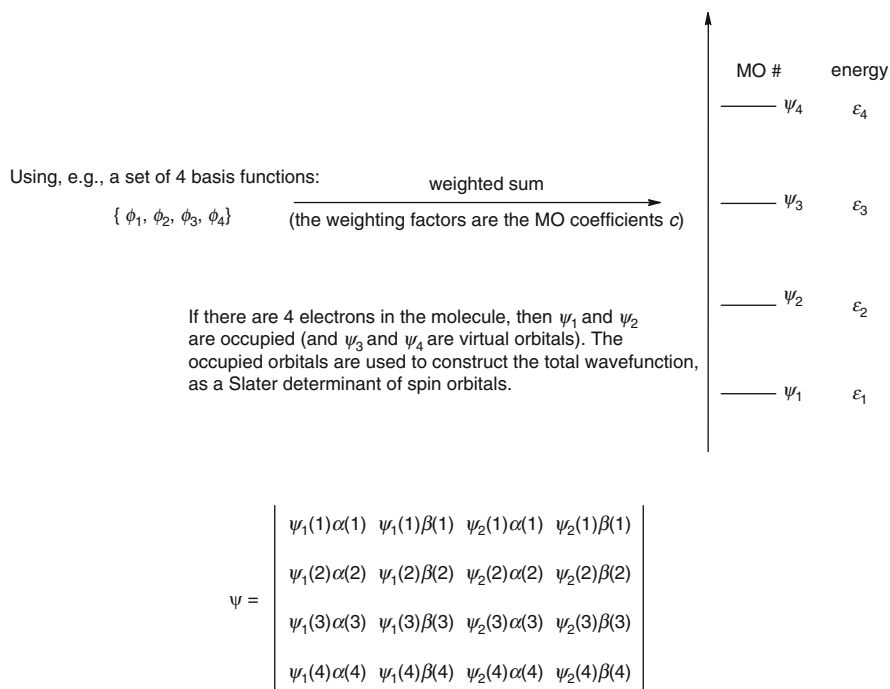 MO # energy
ψ4 ε4
Using, e.g., a set of 4 basis functions:
weighted sum
{ ϕ1, ϕ2, ϕ3, ϕ4}
(the weighting factors are the MO coefficients c)
ψ3 ε3
ψ2 ε2
If there are 4 electrons in the molecule, then ψ1 and ψ2
are occupied (and ψ3 and ψ4 are virtual orbitals). The
occupied orbitals are used to construct the total wavefunction,
as a Slater determinant of spin orbitals.
ψ1 ε1
ψ1(1)α(1) ψ1(1)β(1) ψ2(1)α(1) ψ2(1)β(1)
ψ1(2)α(2) ψ1(2)β(2) ψ2(2)α(2) ψ2(2)β(2)
ψ =
ψ1(3)α(3) ψ1(3)β(3) ψ2(3)α(3) ψ2(3)β(3)
ψ1(4)α(4) ψ1(4)β(4) ψ2(4)α(4) ψ2(4)β(4)